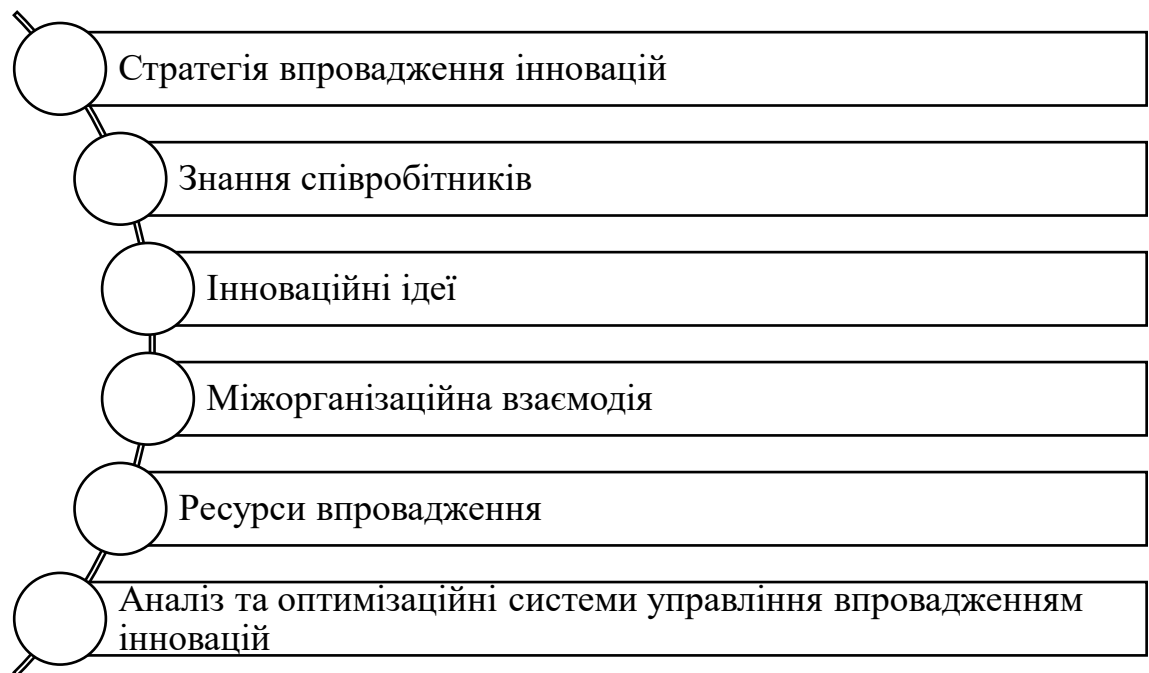 Стратегія впровадження інновацій
Знання співробітників
Інноваційні ідеї
Міжорганізаційна взаємодія
Ресурси впровадження
Аналіз та оптимізаційні системи управління впровадженням
інновацій